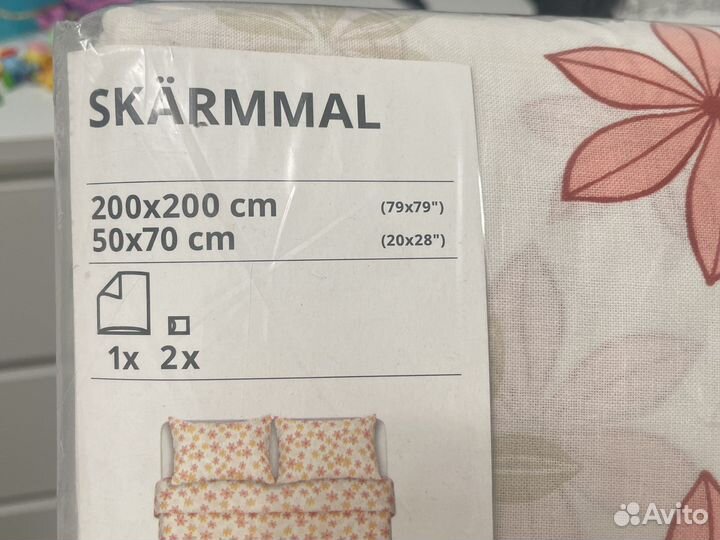 SKÄRMMAL
200x200 cm (79x79")
50x70 cm (20x28")
1x 2x
Avito